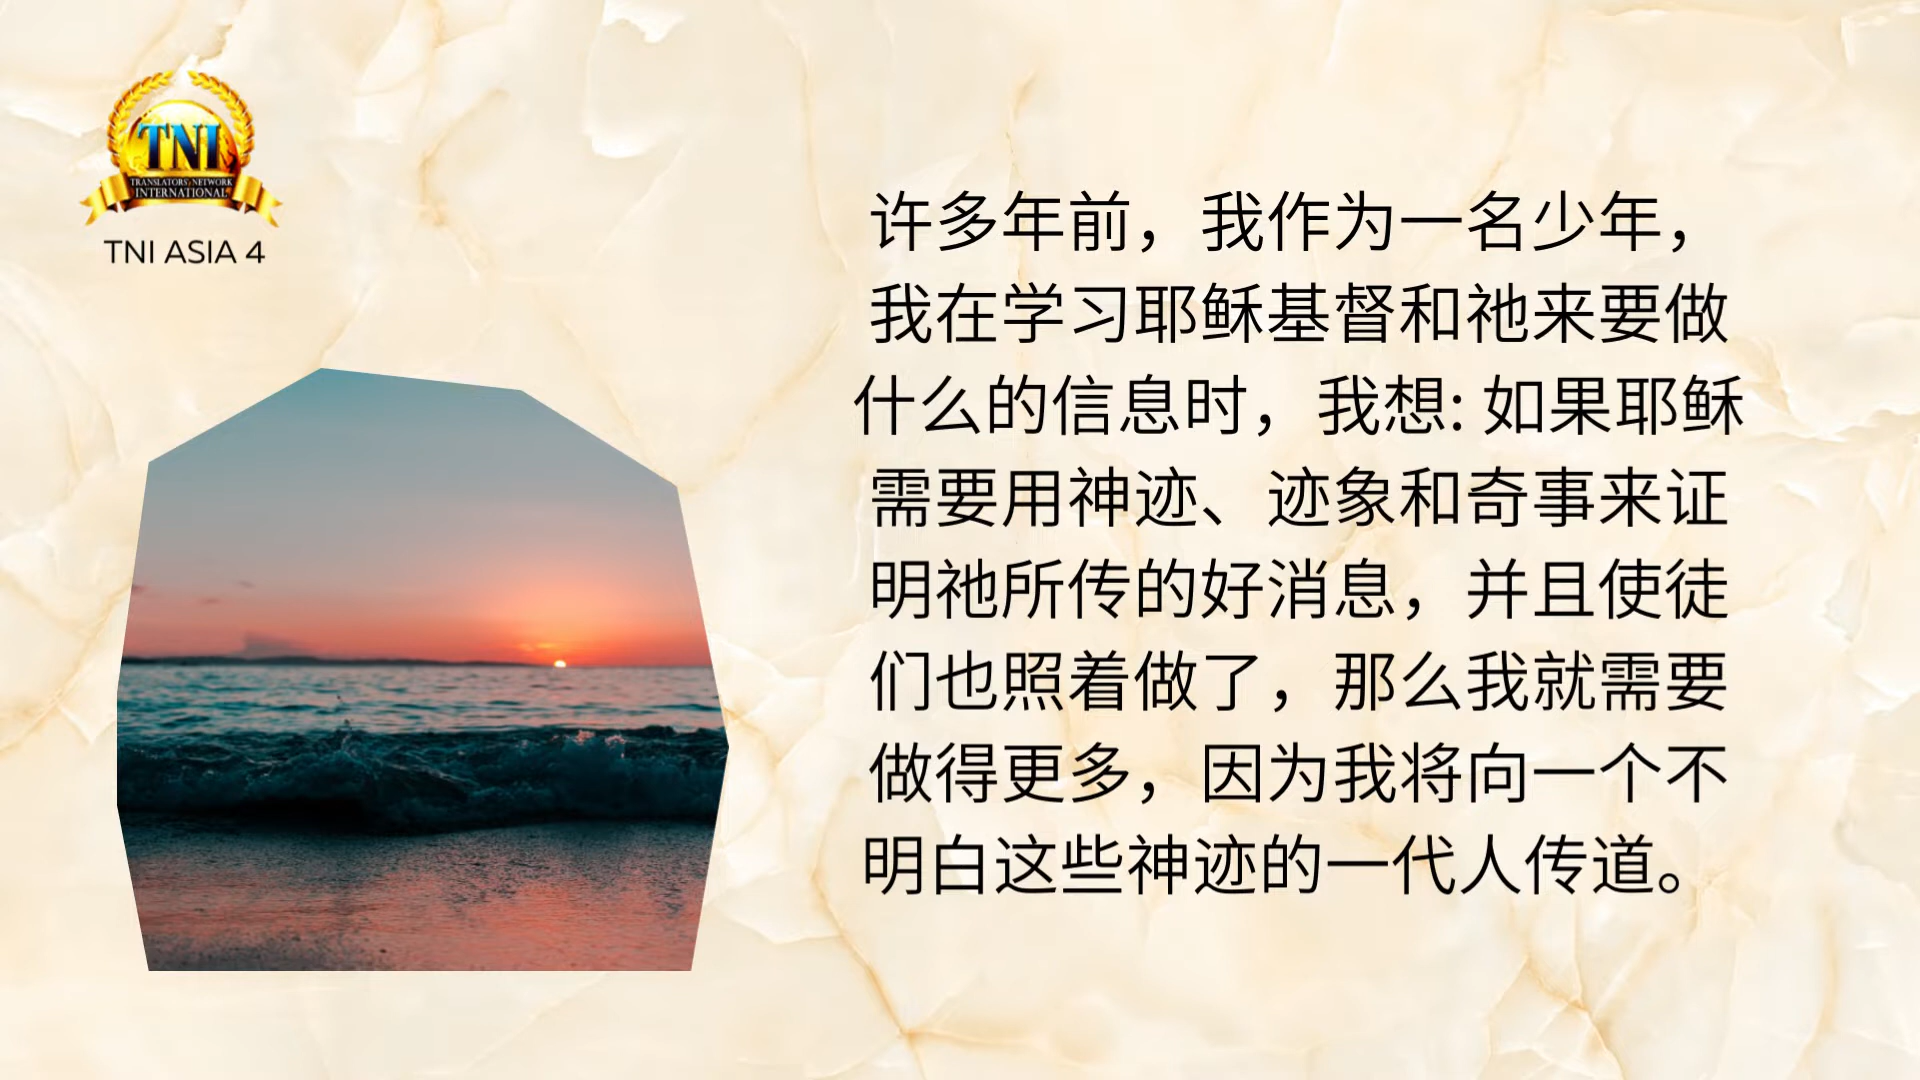 TNI
TRANSLATORS NETWORK
INTERNATIONAL
TNI ASIA 4
许多年前，我作为一名少年，
我在学习耶稣基督和祂来要做
什么的信息时，我想: 如果耶稣
需要用神迹、迹象和奇事来证
明祂所传的好消息，并且使徒
们也照着做了，那么我就需要
做得更多，因为我将向一个不
明白这些神迹的一代人传道。